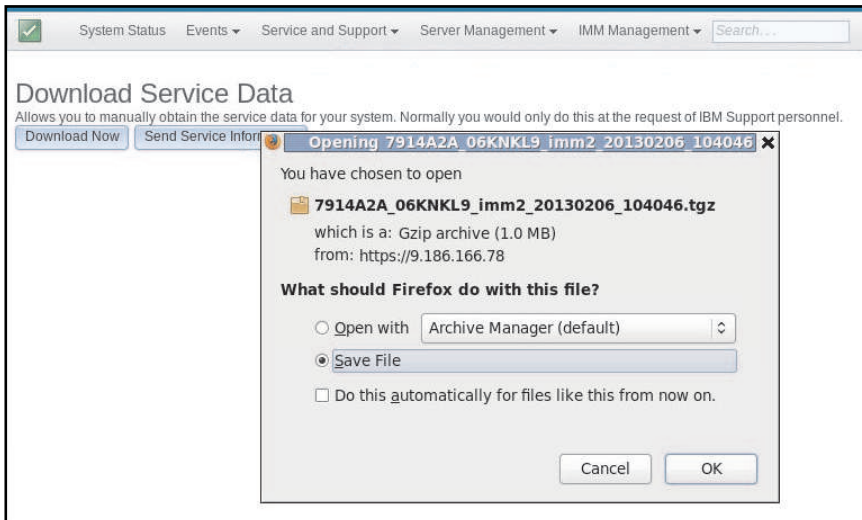 System Status Events Service and Support Server Management IMM Management Search...
Download Service Data
Allows you to manually obtain the service data for your system. Normally you would only do this at the request of IBM Support personnel.
Download Now Send Service Inforr
Opening 7914A2A_06KNKL9_imm2_20130206_104046
You have chosen to open
7914A2A_06KNKL9_imm2_20130206_104046.tgz
which is a: Gzip archive (1.0 MB)
from: https://9.186.166.78
What should Firefox do with this file?
Open with Archive Manager (default)
Save File
Do this automatically for files like this from now on.
Cancel OK